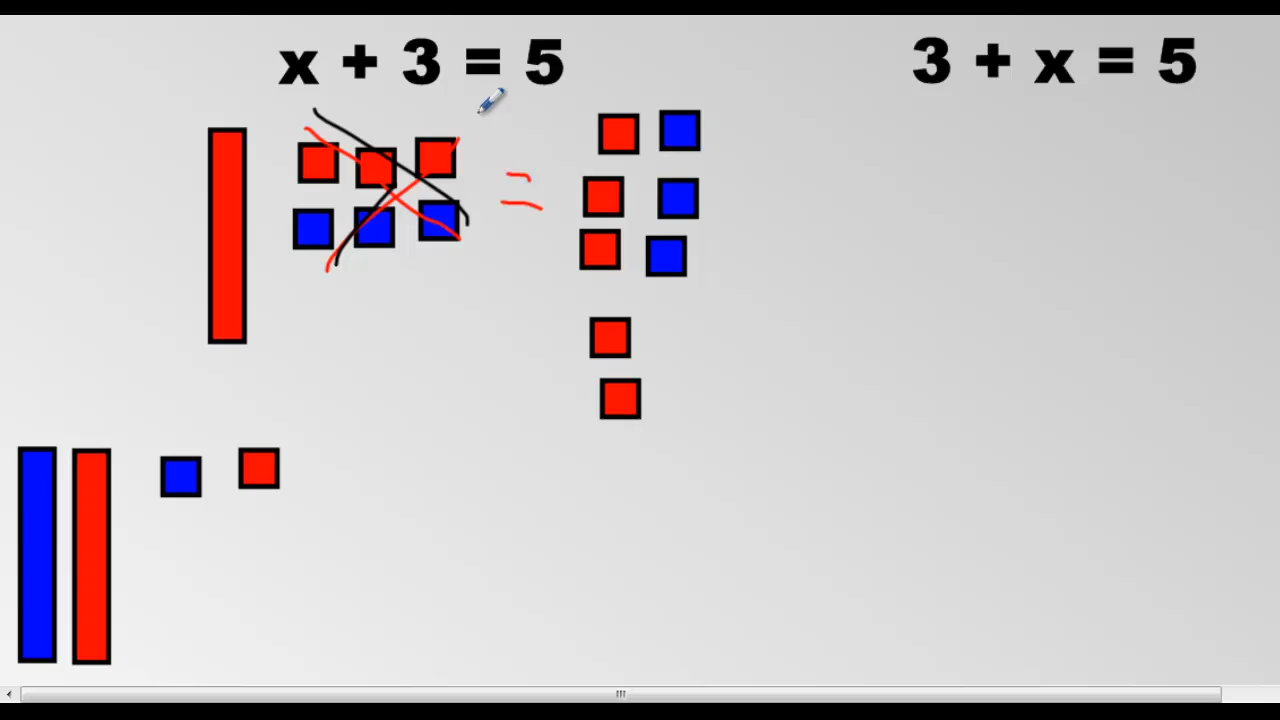 x + 3 = 5
3 + x = 5
=